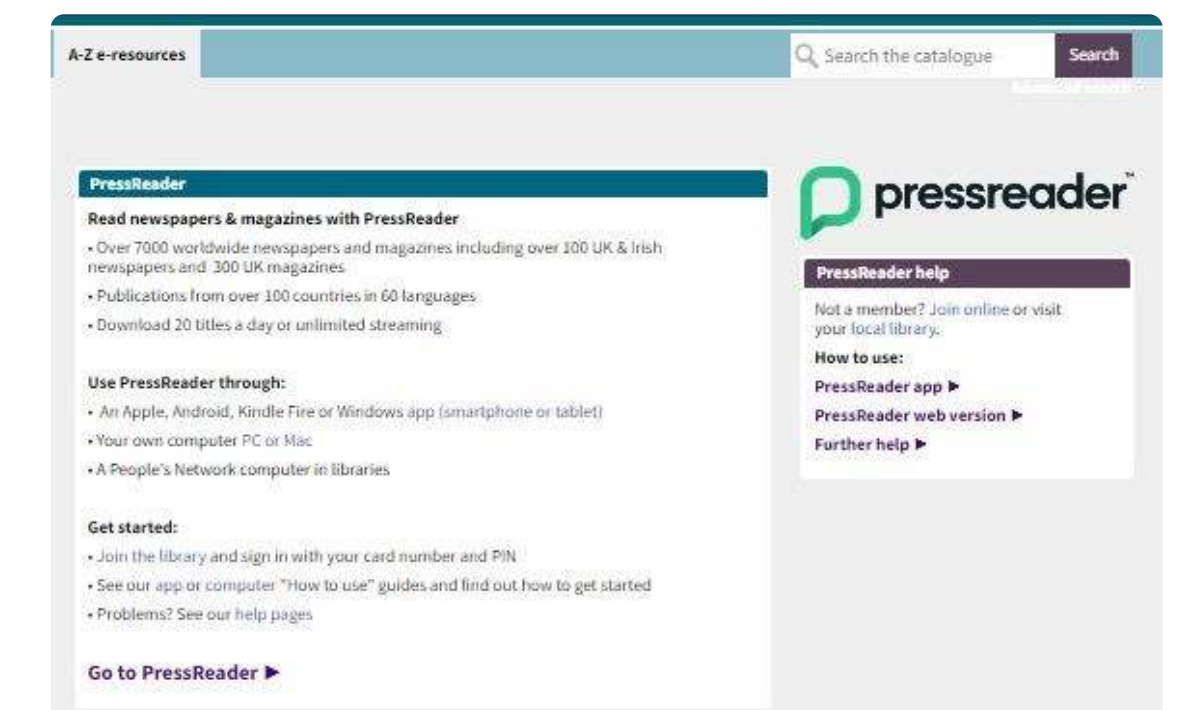 A-Z e-resources
Search the catalogue
Search
PressReader
Read newspapers & magazines with PressReader
• Over 7000 worldwide newspapers and magazines including over 100 UK & Irish
newspapers and 300 UK magazines
• Publications from over 100 countries in 60 languages
• Download 20 titles a day or unlimited streaming
Use PressReader through:
• An Apple, Android, Kindle Fire or Windows app (smartphone or tablet)
• Your own computer PC or Mac
• A People's Network computer in libraries
Get started:
• Join the library and sign in with your card number and PIN
• See our app or computer "How to use" guides and find out how to get started
• Problems? See our help pages
Go to PressReader ▶
pressreader™
PressReader help
Not a member? Join online or visit
your local library.
How to use:
PressReader app ▶
PressReader web version ▶
Further help ▶